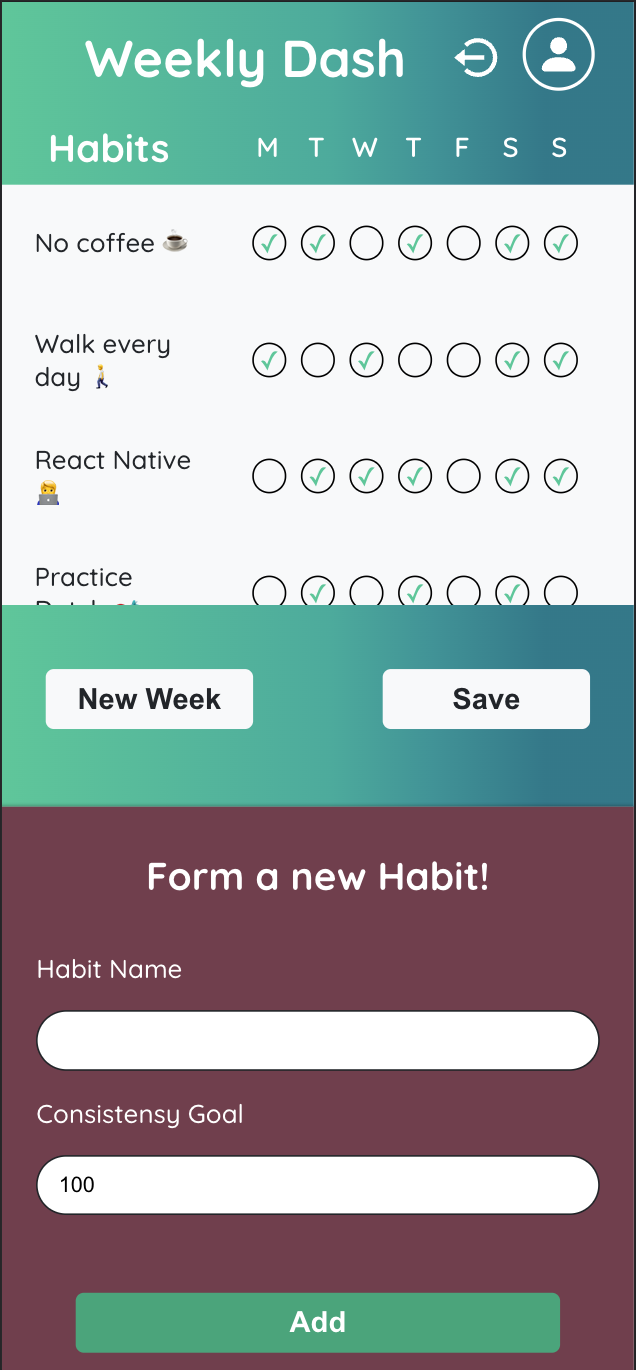 Weekly Dash
Habits M T W T F S S
No coffee ☕
Walk every
day 🚶
React Native
🧑‍💻
Practice
New Week Save
Form a new Habit!
Habit Name
Consistensy Goal
100
Add